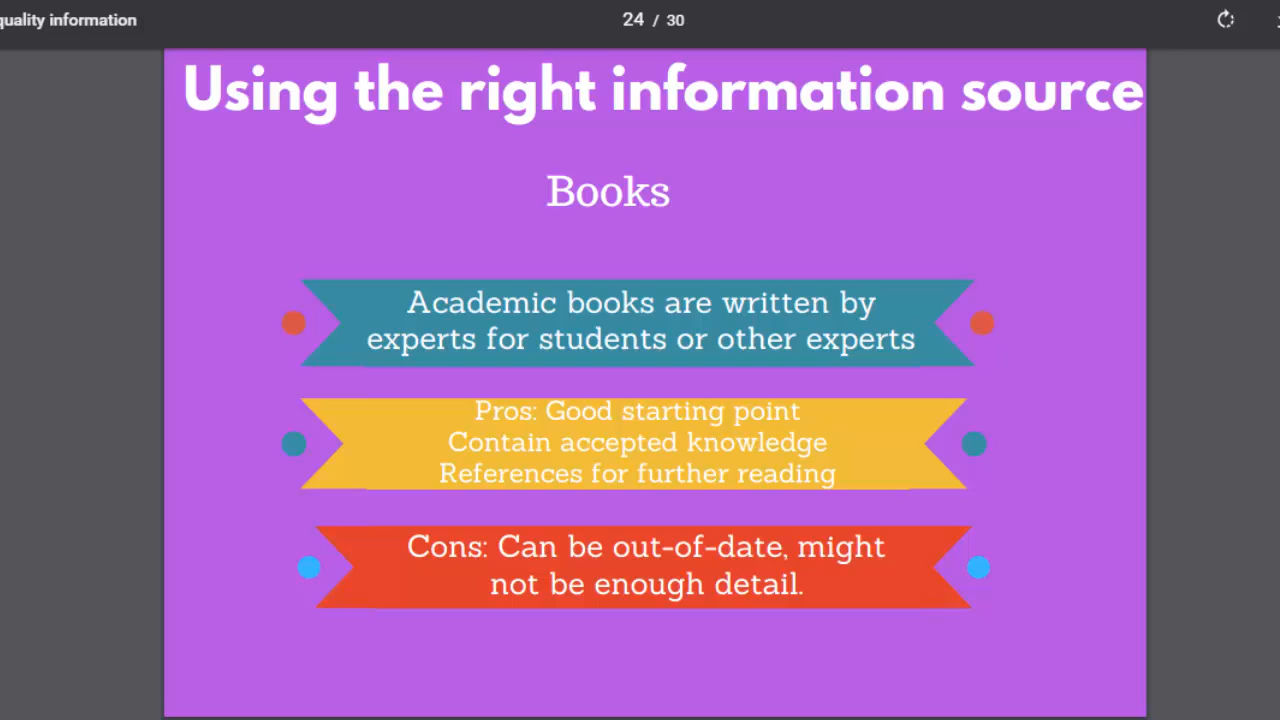 quality information
24 / 30
Using the right information source
Books
Academic books are written by
experts for students or other experts
Pros: Good starting point
Contain accepted knowledge
References for further reading
Cons: Can be out-of-date, might
not be enough detail.